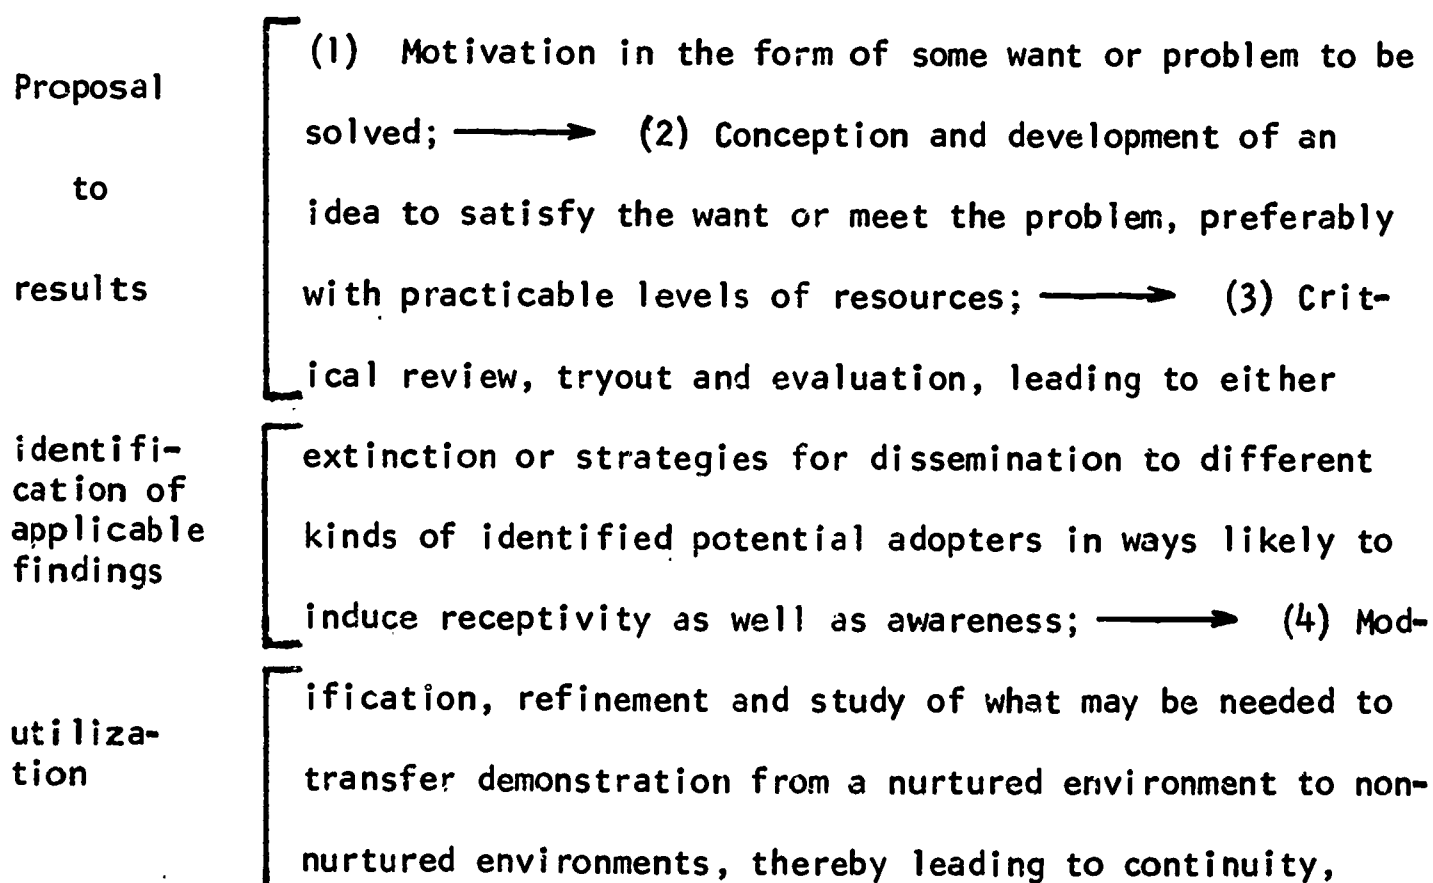 Proposal
to
results
(1) Motivation in the form of some want or problem to be
solved; ⟶ (2) Conception and development of an
idea to satisfy the want or meet the problem, preferably
with practicable levels of resources; ⟶ (3) Crit-
ical review, tryout and evaluation, leading to either
identifi-
cation of
applicable
findings
extinction or strategies for dissemination to different
kinds of identified potential adopters in ways likely to
induce receptivity as well as awareness; ⟶ (4) Mod-
utiliza-
tion
ification, refinement and study of what may be needed to
transfer demonstration from a nurtured environment to non-
nurtured environments, thereby leading to continuity,